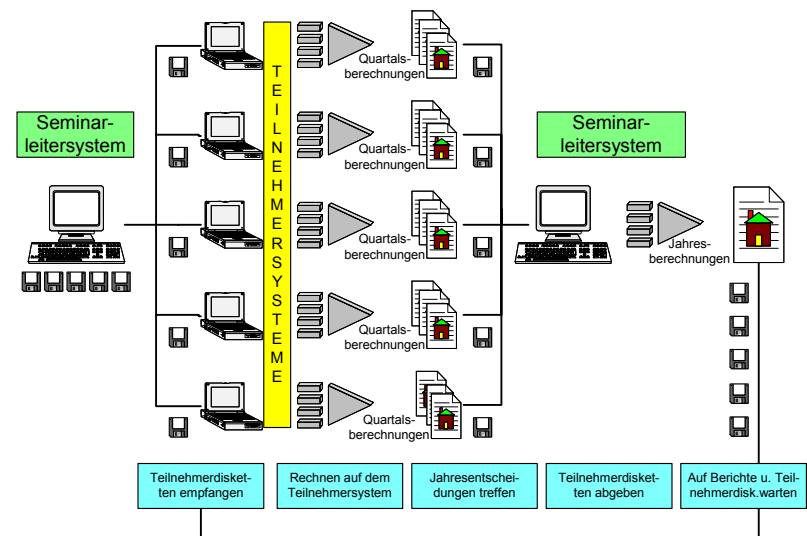 Seminar-
leitersystem
TEILNEHMERSYSTEME
Quartals-
berechnungen
Quartals-
berechnungen
Quartals-
berechnungen
Quartals-
berechnungen
Quartals-
berechnungen
Seminar-
leitersystem
Jahres-
berechnungen
Teilnehmerdisket-
ten empfangen
Rechnen auf dem
Teilnehmersystem
Jahresentschei-
dungen treffen
Teilnehmerdisket-
ten abgeben
Auf Berichte u. Teil-
nehmerdisk.warten